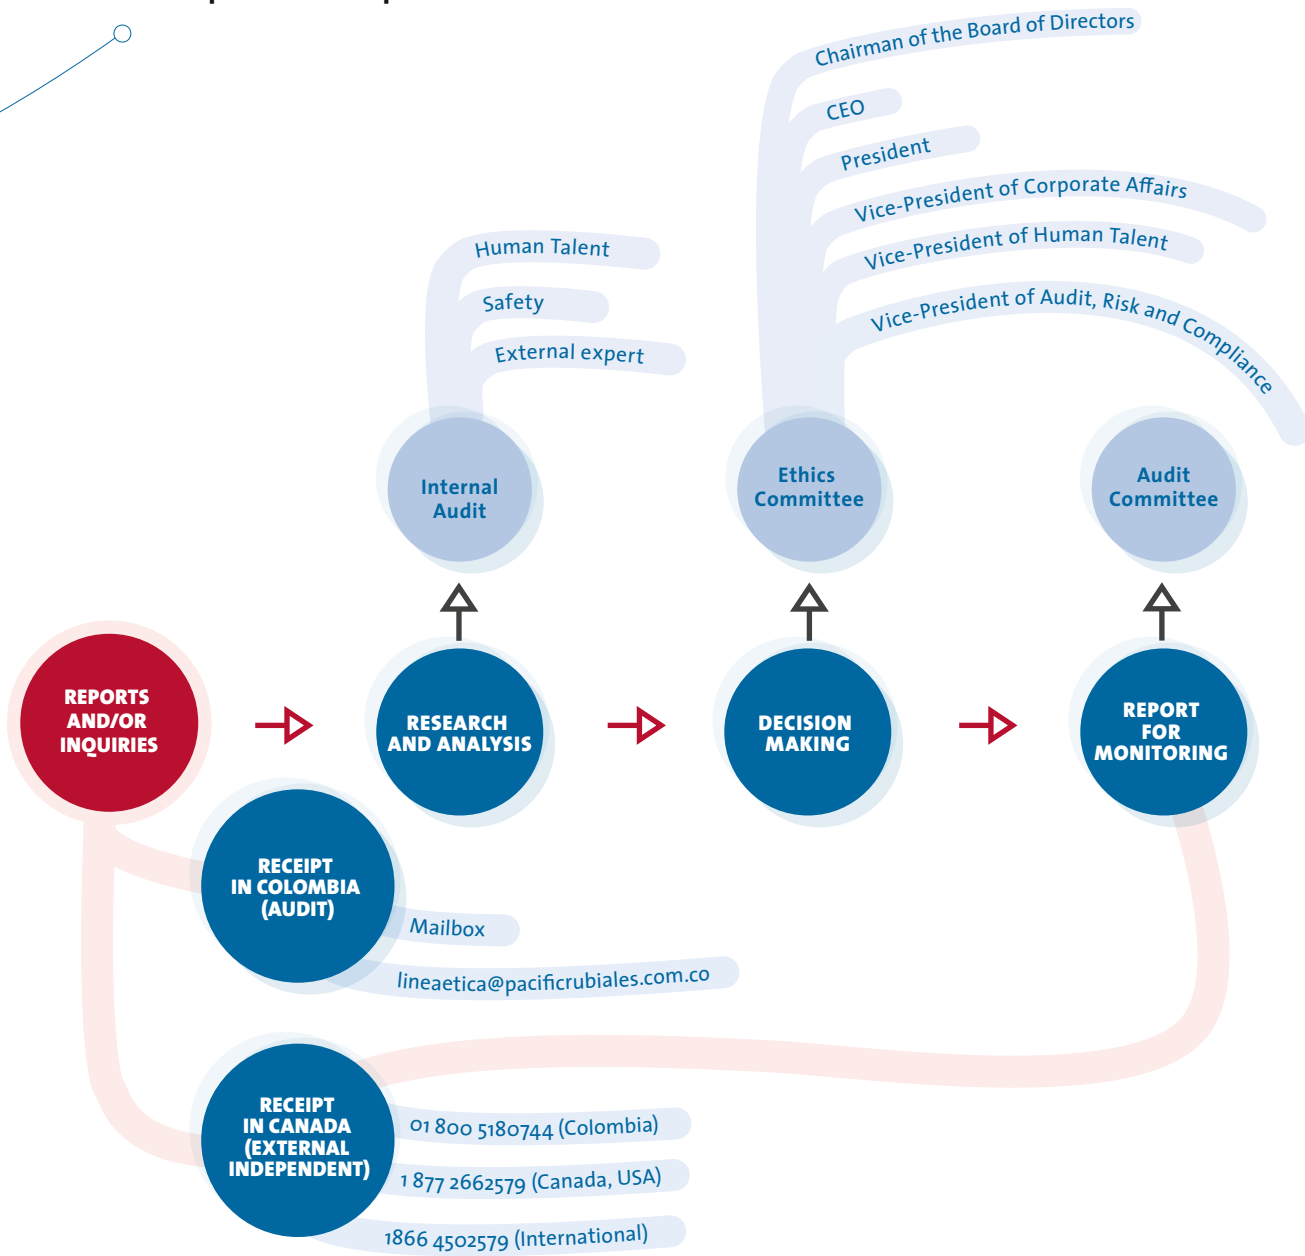 Chairman of the Board of Directors
CEO
President
Vice-President of Corporate Affairs
Vice-President of Human Talent
Vice-President of Audit, Risk and Compliance
Human Talent
Safety
External expert
Internal
Audit
Ethics
Committee
Audit
Committee
REPORTS
AND/OR
INQUIRIES
RESEARCH
AND ANALYSIS
DECISION
MAKING
REPORT
FOR
MONITORING
RECEIPT
IN COLOMBIA
(AUDIT)
Mailbox
lineaetica@pacificrubiales.com.co
RECEIPT
IN CANADA
(EXTERNAL
INDEPENDENT)
01 800 5180744 (Colombia)
1 877 2662579 (Canada, USA)
1866 4502579 (International)